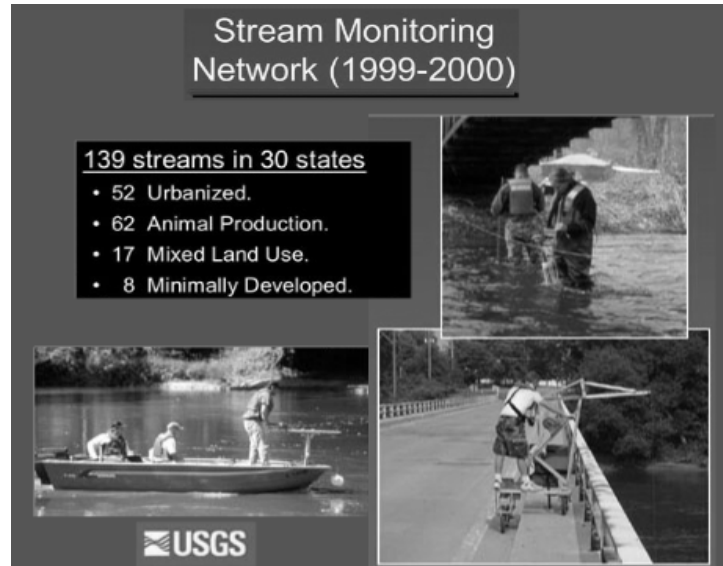 Stream Monitoring
Network (1999-2000)
139 streams in 30 states
• 52 Urbanized.
• 62 Animal Production.
• 17 Mixed Land Use.
• 8 Minimally Developed.
USGS